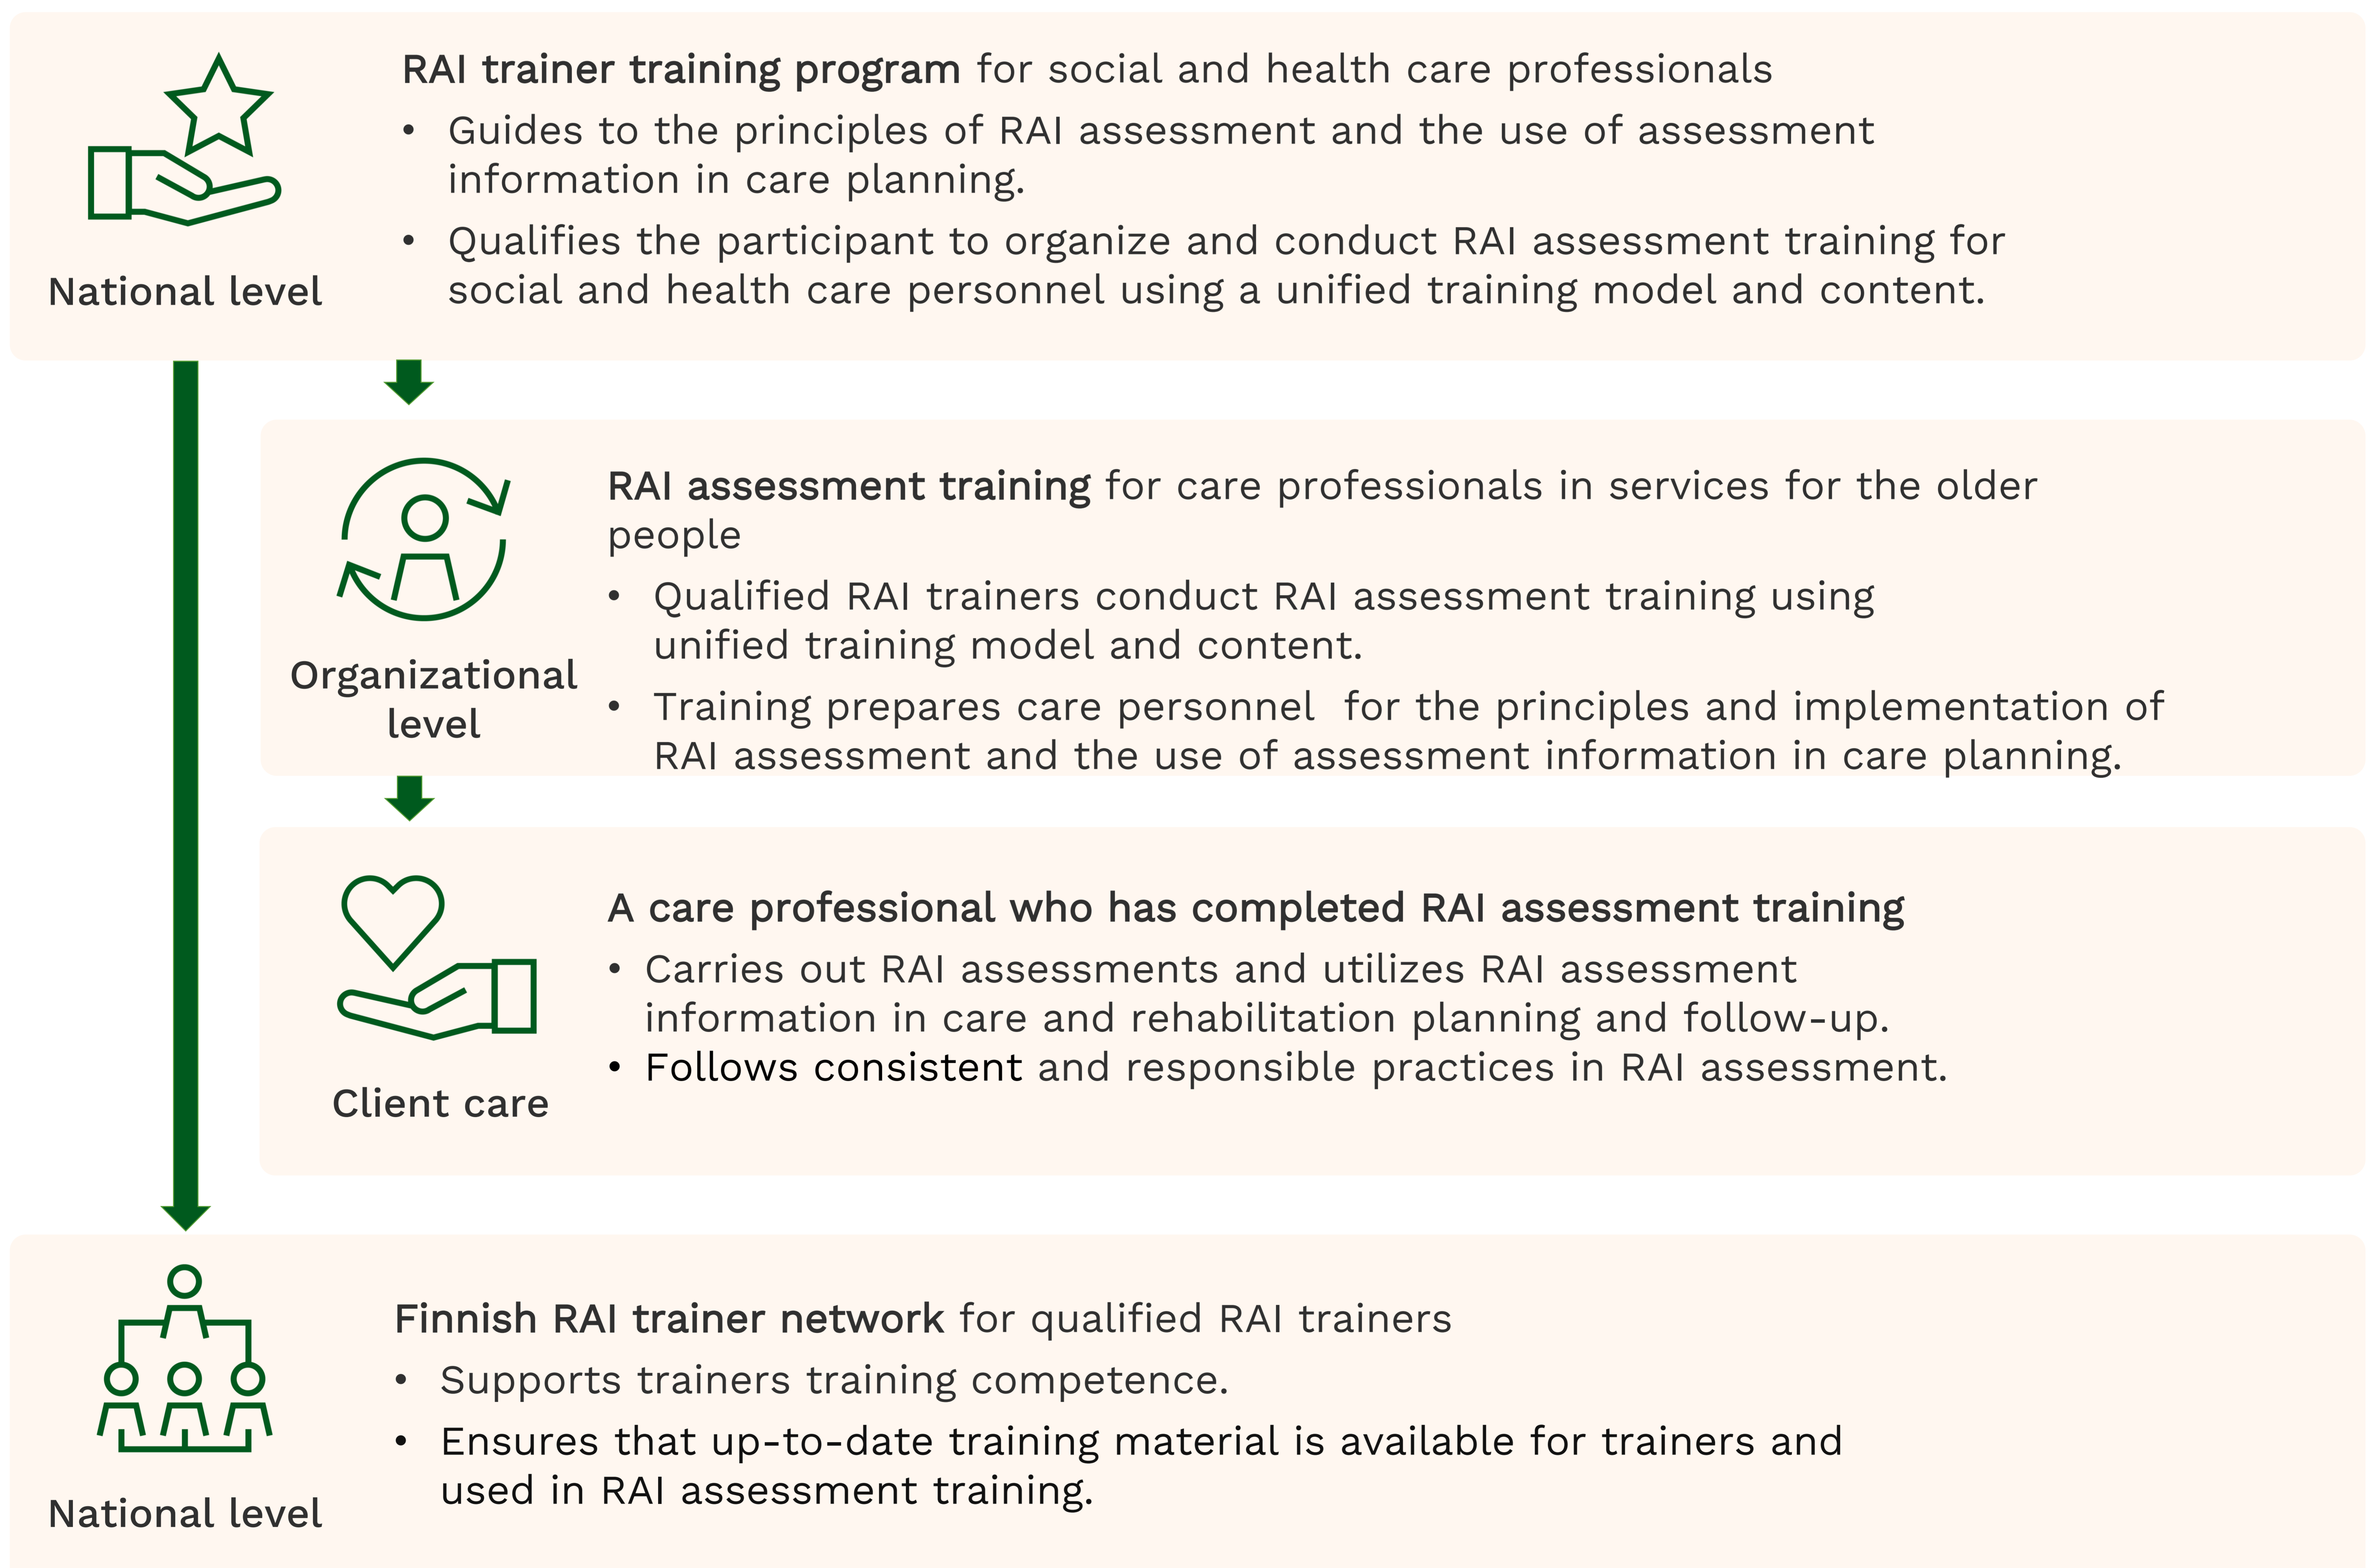 RAI trainer training program for social and health care professionals
• Guides to the principles of RAI assessment and the use of assessment
information in care planning.
• Qualifies the participant to organize and conduct RAI assessment training for
social and health care personnel using a unified training model and content.
National level
RAI assessment training for care professionals in services for the older
people
• Qualified RAI trainers conduct RAI assessment training using
unified training model and content.
• Training prepares care personnel  for the principles and implementation of
RAI assessment and the use of assessment information in care planning.
Organizational
level
A care professional who has completed RAI assessment training
• Carries out RAI assessments and utilizes RAI assessment
information in care and rehabilitation planning and follow-up.
• Follows consistent and responsible practices in RAI assessment.
Client care
Finnish RAI trainer network for qualified RAI trainers
• Supports trainers training competence.
• Ensures that up-to-date training material is available for trainers and
used in RAI assessment training.
National level